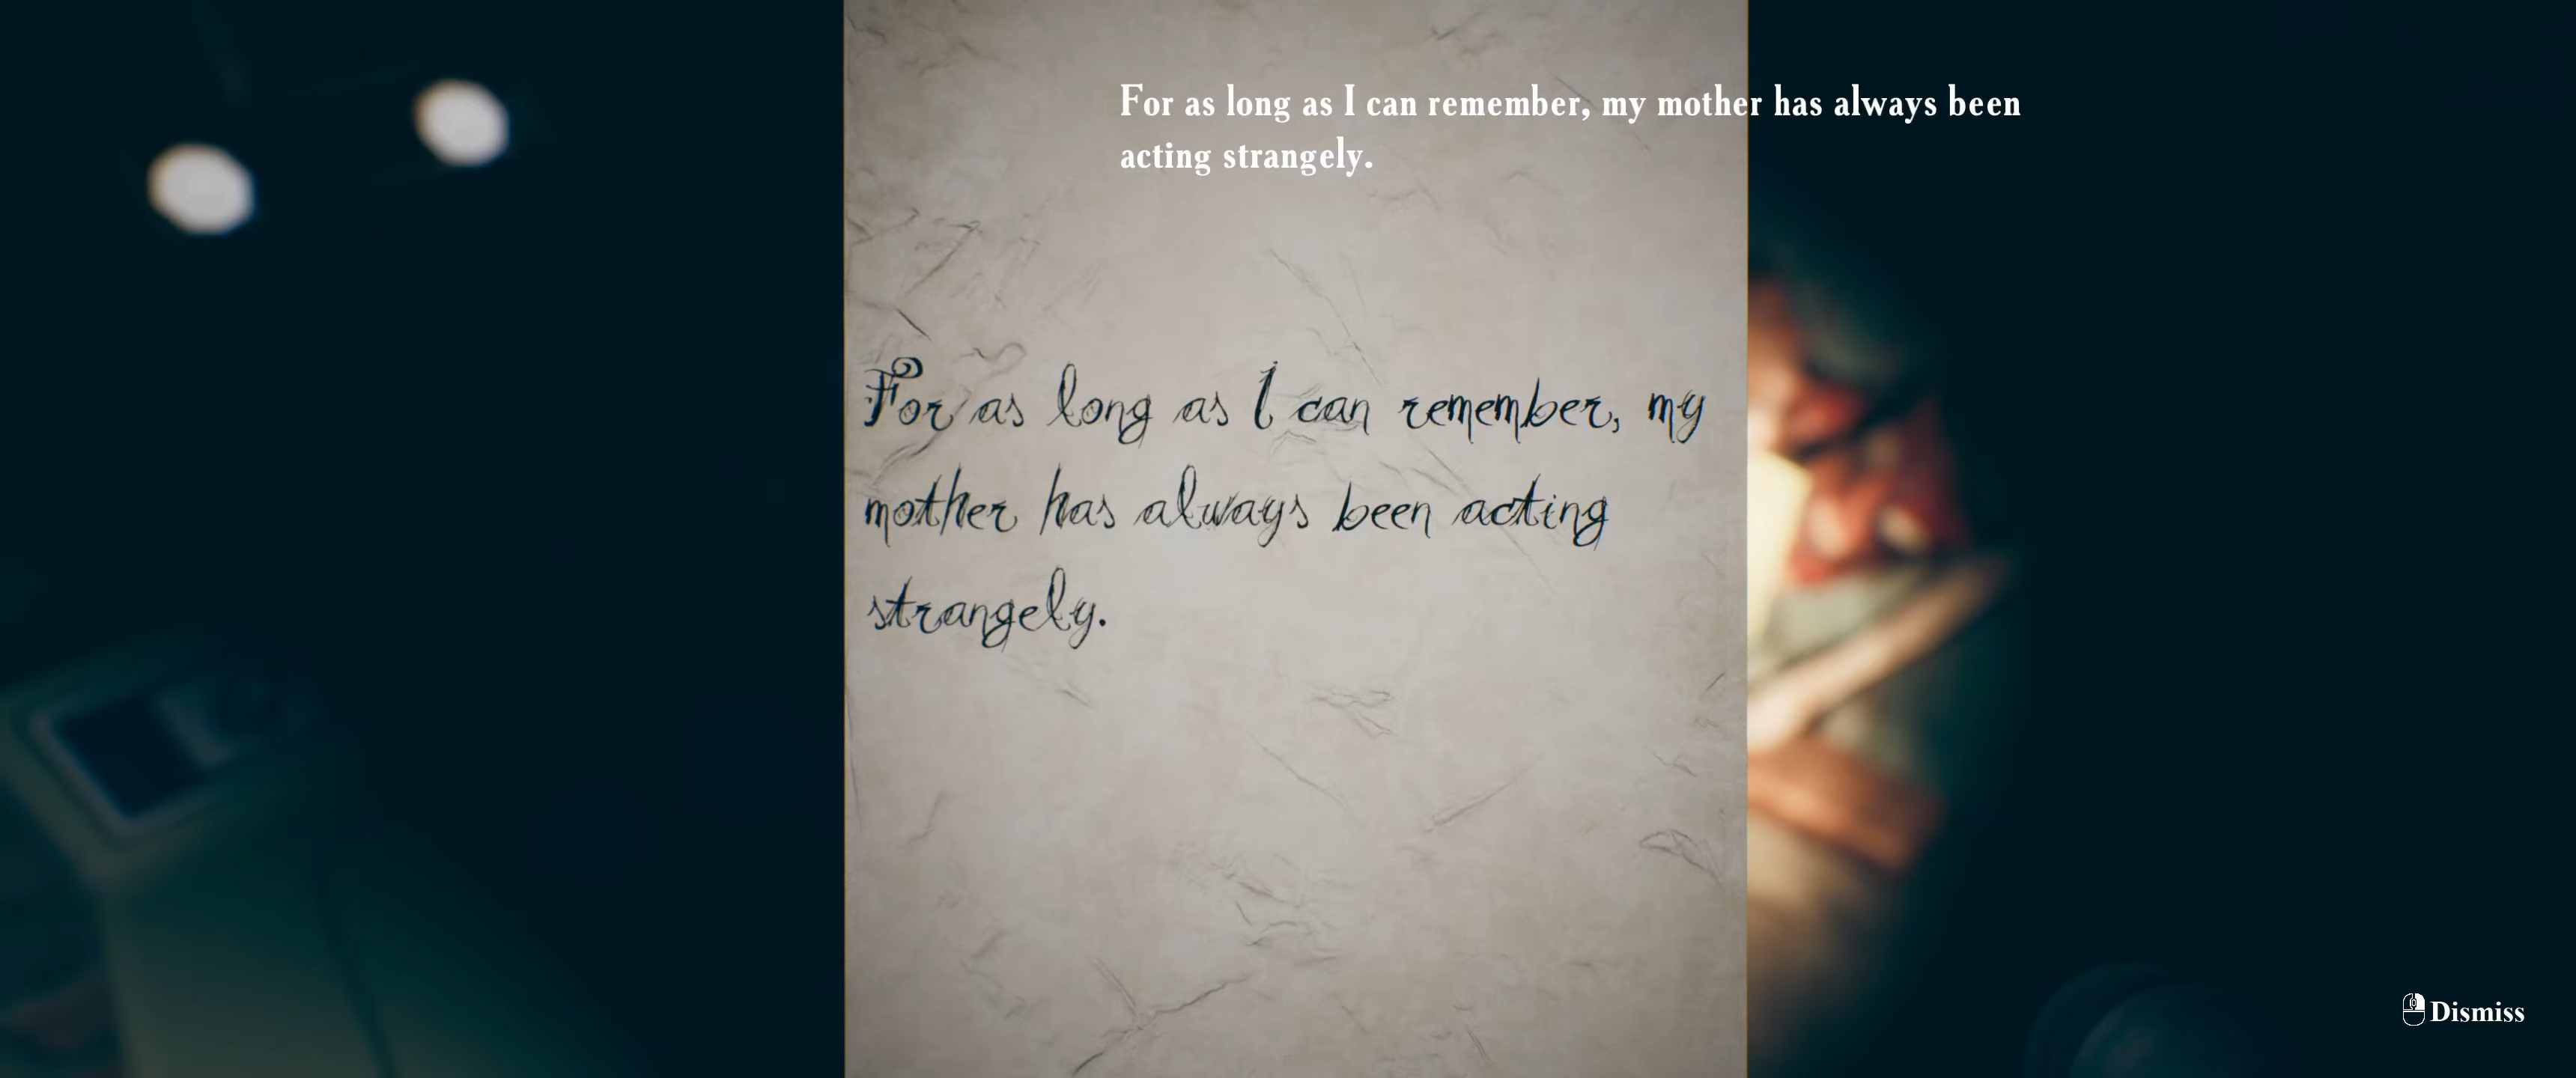 For as long as I can remember, my mother has always been
acting strangely.
For as long as I can remember, my
mother has always been acting
strangely.
Dismiss